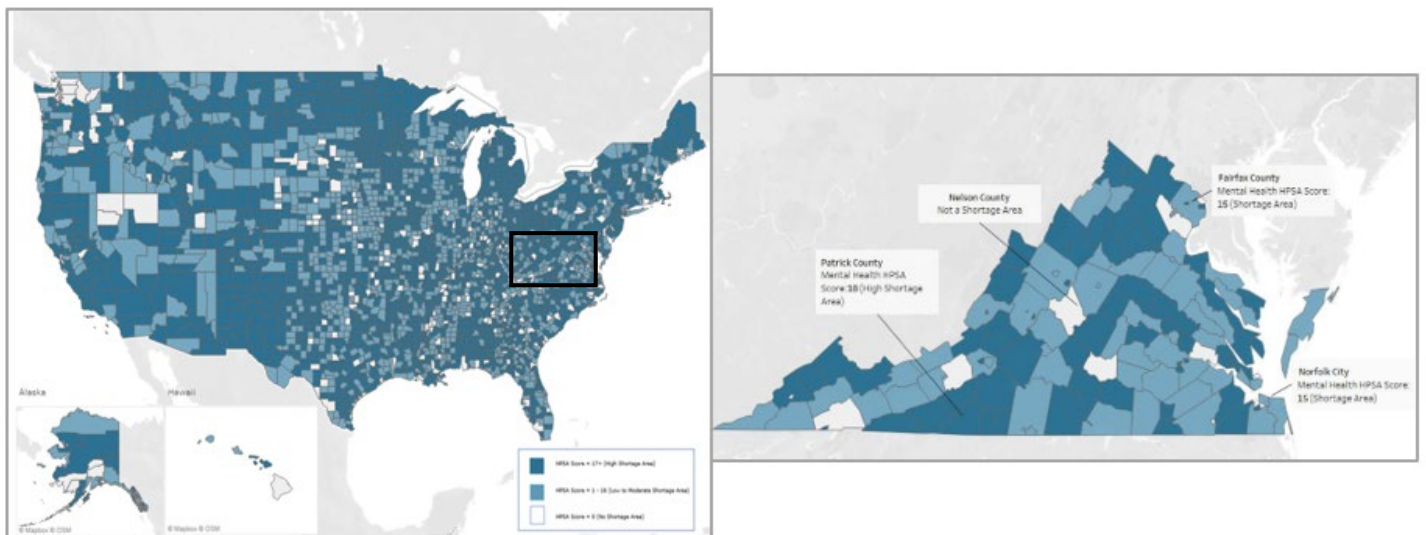 Alaska
Hawaii
© Mapbox © OSM
© Mapbox © OSM
HPSA Score = 17+ (High Shortage Area)
HPSA Score = 1 - 16 (Low to Moderate Shortage Area)
HPSA Score = 0 (No Shortage Area)
Fairfax County
Mental Health HPSA Score:
15 (Shortage Area)
Nelson County
Not a Shortage Area
Patrick County
Mental Health HPSA
Score:18 (High Shortage
Area)
Norfolk City
Mental Health HPSA Score:
15 (Shortage Area)